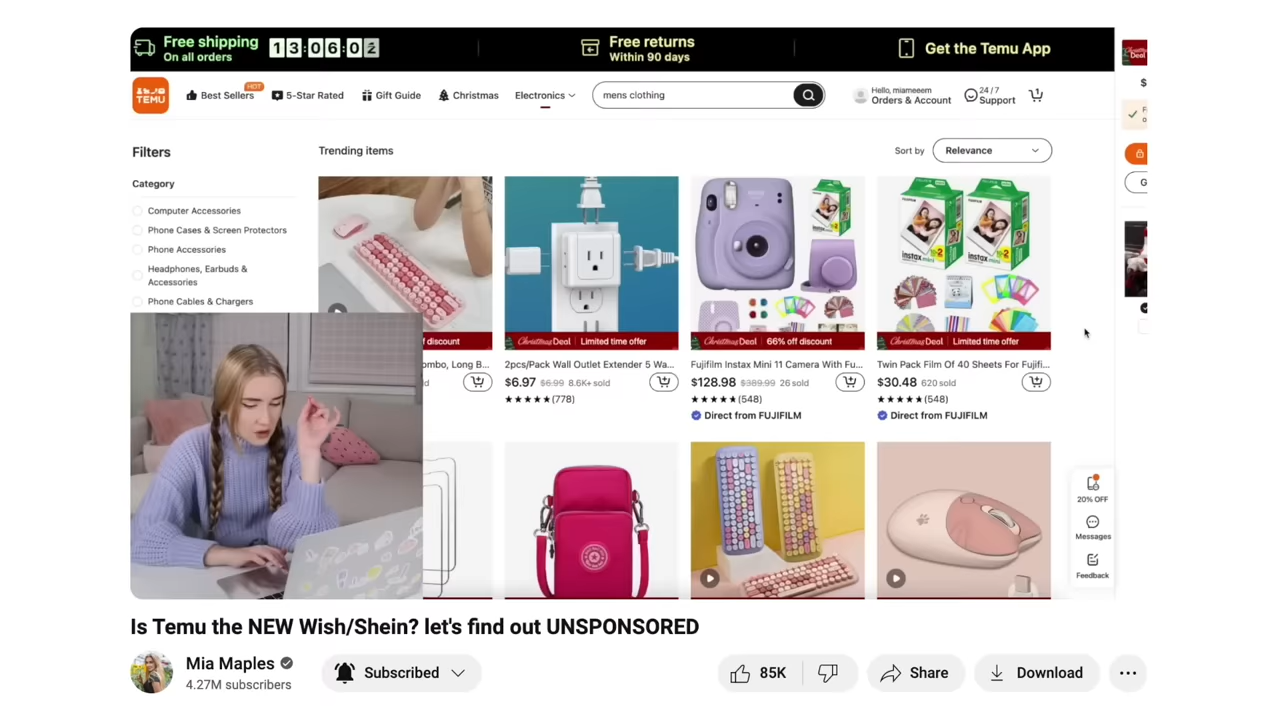 Free shipping
On all orders
13:06:02
Free returns
Within 90 days
Get the Temu App
TEMU
Best Sellers
HOT
5-Star Rated
Gift Guide
Christmas
Electronics
mens clothing
Hello, miameeem
Orders & Account
24/7
Support
1
Filters
Trending items
Sort by
Relevance
Category
Computer Accessories
Phone Cases & Screen Protectors
Phone Accessories
Headphones, Earbuds &
Accessories
Phone Cables & Chargers
f discount
Christmas Deal | Limited time offer
Christmas Deal | 66% off discount
Christmas Deal | Limited time offer
ombo, Long B...
2pcs/Pack Wall Outlet Extender 5 Wa...
Fujifilm Instax Mini 11 Camera With Fu...
Twin Pack Film Of 40 Sheets For Fujifi...
$6.97 $6.99 8.6K+ sold
$128.98 $389.99 26 sold
$30.48 620 sold
(778)
(548)
(548)
Direct from FUJIFILM
Direct from FUJIFILM
20% OFF
Messages
Feedback
Is Temu the NEW Wish/Shein? let's find out UNSPONSORED
Mia Maples
4.27M subscribers
Subscribed
85K
Share
Download